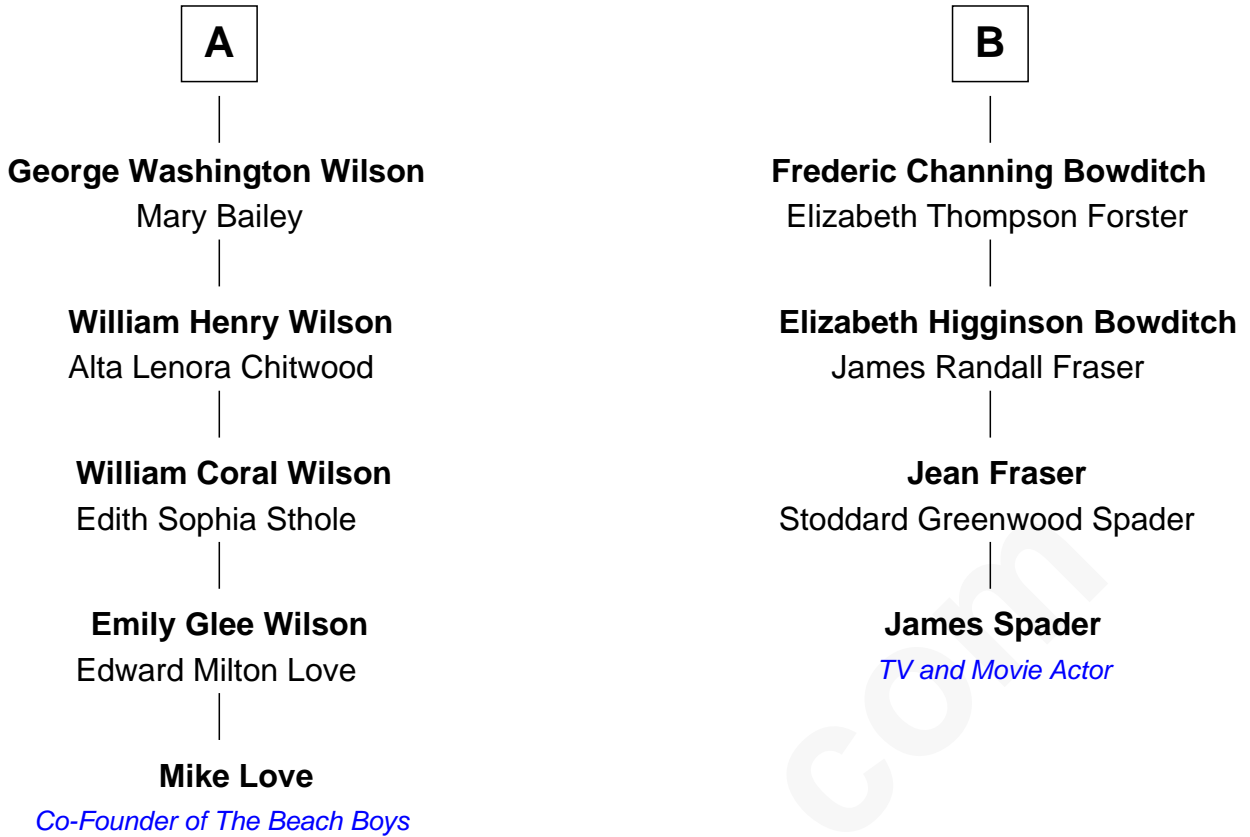 A
George Washington Wilson
Mary Bailey
William Henry Wilson
Alta Lenora Chitwood
William Coral Wilson
Edith Sophia Sthole
Emily Glee Wilson
Edward Milton Love
Mike Love
Co-Founder of The Beach Boys
B
Frederic Channing Bowditch
Elizabeth Thompson Forster
Elizabeth Higginson Bowditch
James Randall Fraser
Jean Fraser
Stoddard Greenwood Spader
James Spader
TV and Movie Actor
com